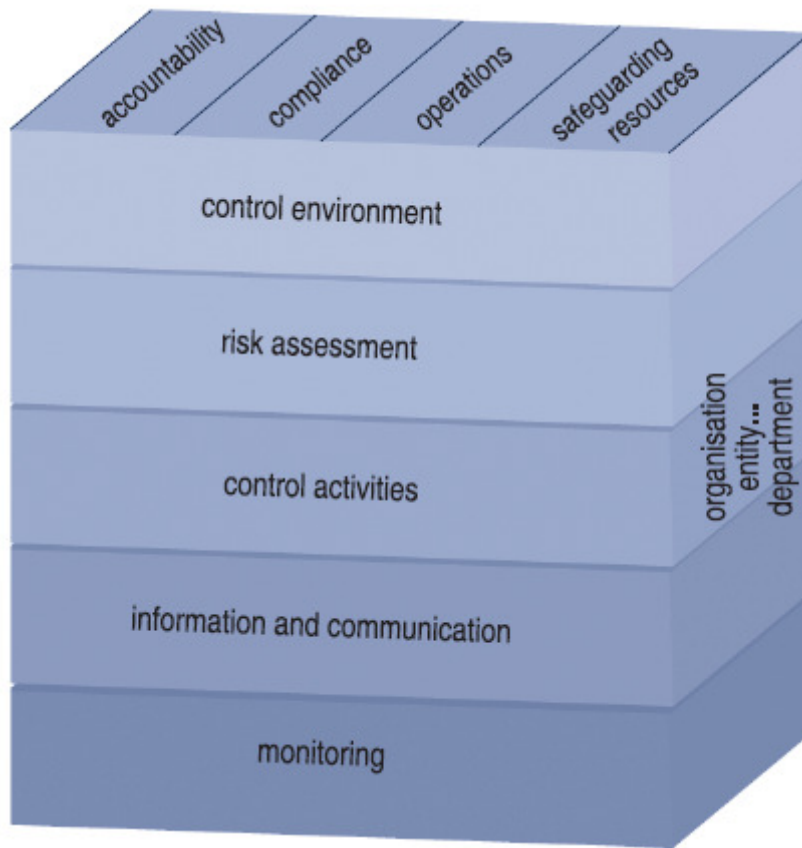 accountability
compliance
operations
safeguarding
resources
control environment
risk assessment
control activities
information and communication
monitoring
organisation
entity...
department